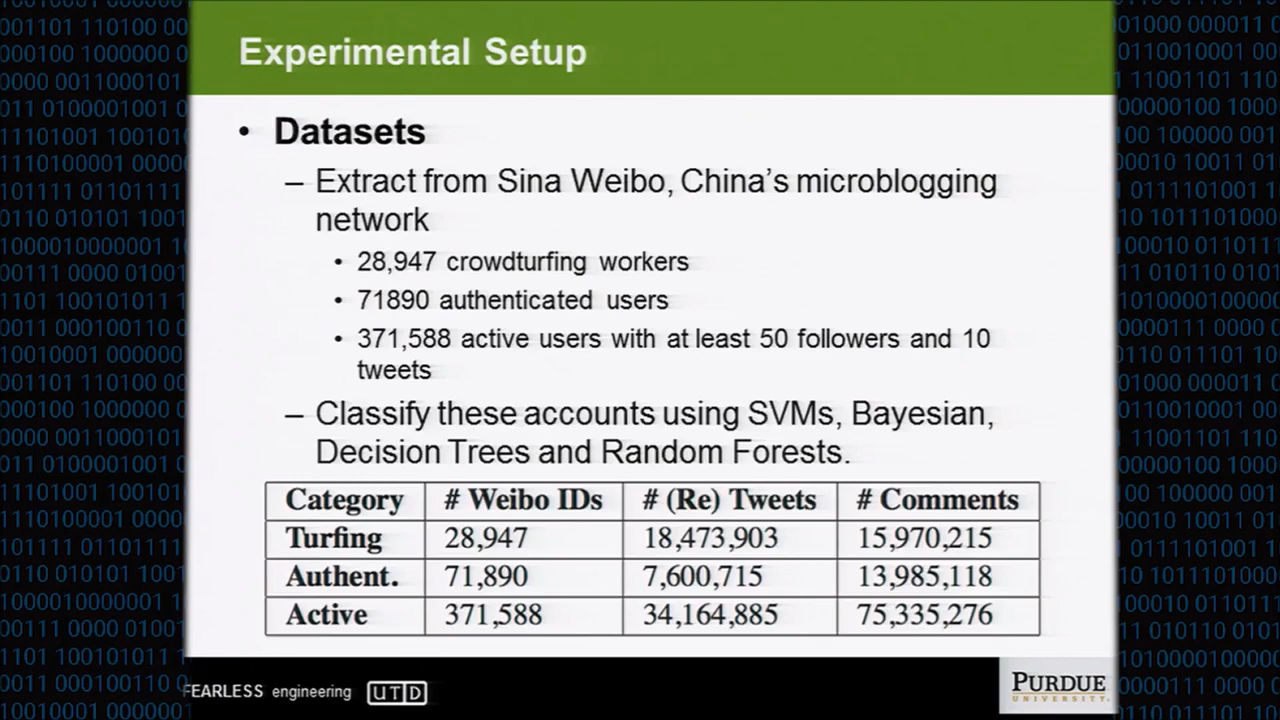 Experimental Setup
• Datasets
– Extract from Sina Weibo, China's microblogging
network
• 28,947 crowdturfing workers
• 71890 authenticated users
• 371,588 active users with at least 50 followers and 10
tweets
– Classify these accounts using SVMs, Bayesian,
Decision Trees and Random Forests.
Category # Weibo IDs # (Re) Tweets # Comments
Turfing 28,947 18,473,903 15,970,215
Authent. 71,890 7,600,715 13,985,118
Active 371,588 34,164,885 75,335,276
FEARLESS engineering UTD
PURDUE
UNIVERSITY